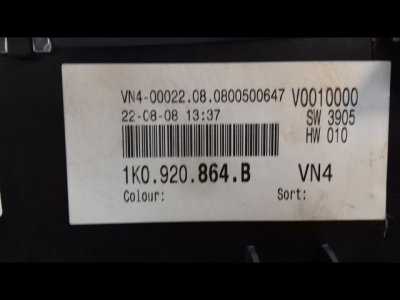 VN4-00022.08.0800500647 V0010000
22-08-08 13:37 SW 3905
HW 010
1K0.920.864.B VN4
Colour: Sort: